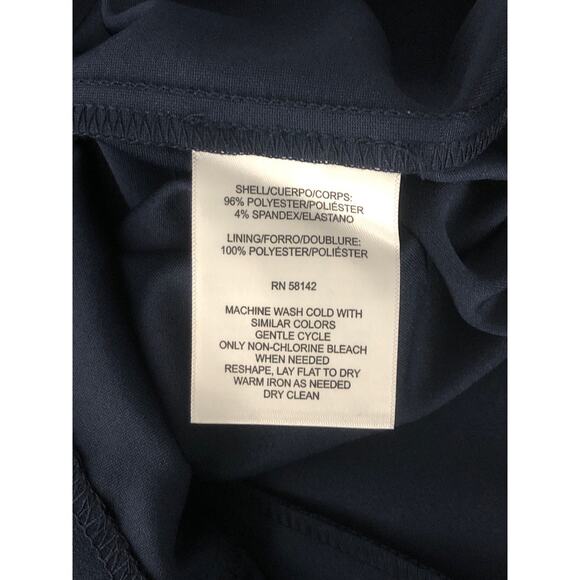 SHELL/CUERPO/CORPS:
96% POLYESTER/POLIÉSTER
4% SPANDEX/ELASTANO
LINING/FORRO/DOUBLURE:
100% POLYESTER/POLIÉSTER
RN 58142
MACHINE WASH COLD WITH
SIMILAR COLORS
GENTLE CYCLE
ONLY NON-CHLORINE BLEACH
WHEN NEEDED
RESHAPE, LAY FLAT TO DRY
WARM IRON AS NEEDED
DRY CLEAN